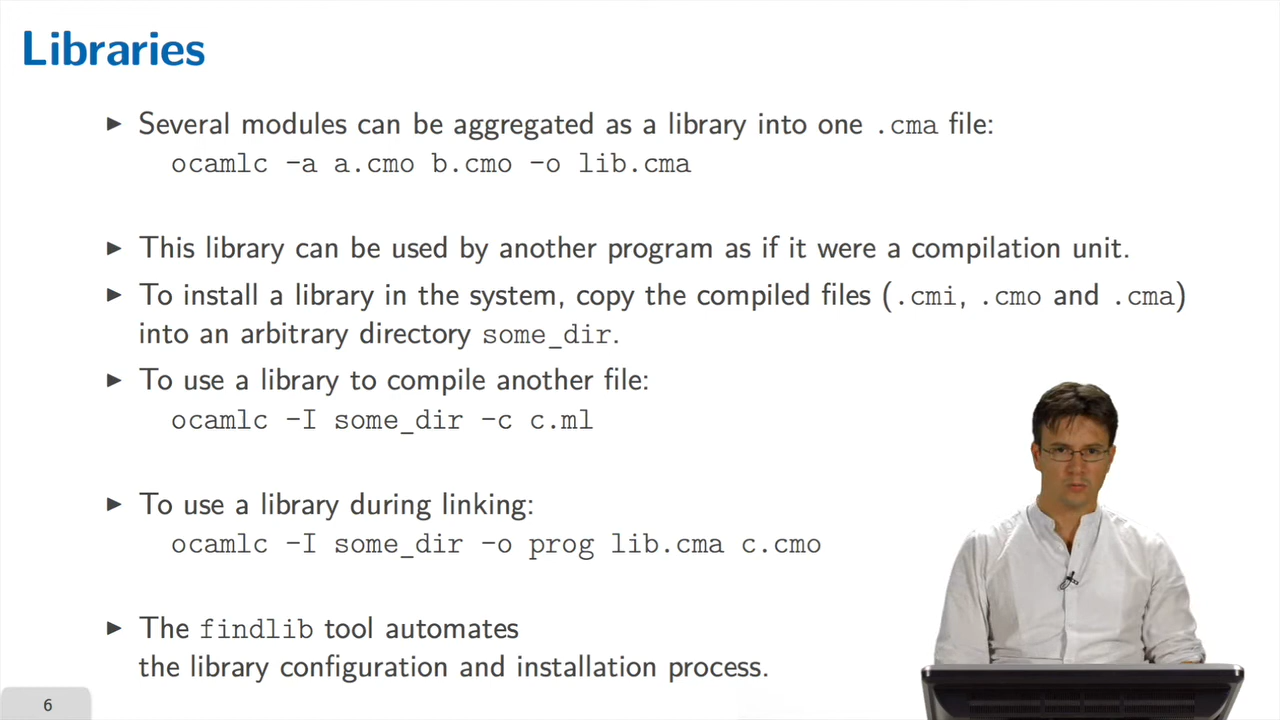 Libraries
▶ Several modules can be aggregated as a library into one .cma file:
ocamlc -a a.cmo b.cmo -o lib.cma
▶ This library can be used by another program as if it were a compilation unit.
▶ To install a library in the system, copy the compiled files (.cmi, .cmo and .cma)
into an arbitrary directory some_dir.
▶ To use a library to compile another file:
ocamlc -I some_dir -c c.ml
▶ To use a library during linking:
ocamlc -I some_dir -o prog lib.cma c.cmo
▶ The findlib tool automates
the library configuration and installation process.
6